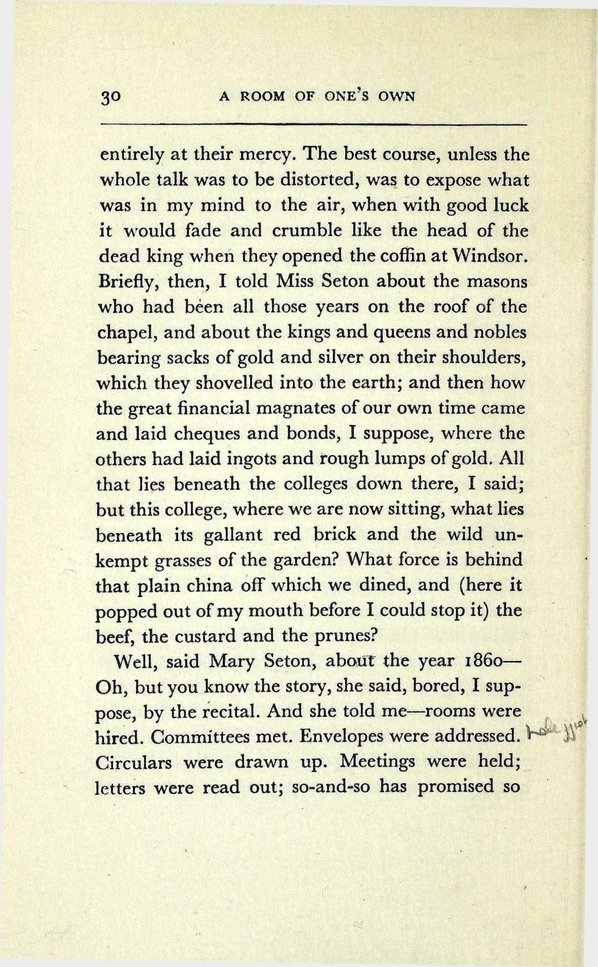 30 A ROOM OF ONE'S OWN
entirely at their mercy. The best course, unless the
whole talk was to be distorted, was to expose what
was in my mind to the air, when with good luck
it would fade and crumble like the head of the
dead king when they opened the coffin at Windsor.
Briefly, then, I told Miss Seton about the masons
who had been all those years on the roof of the
chapel, and about the kings and queens and nobles
bearing sacks of gold and silver on their shoulders,
which they shovelled into the earth; and then how
the great financial magnates of our own time came
and laid cheques and bonds, I suppose, where the
others had laid ingots and rough lumps of gold. All
that lies beneath the colleges down there, I said;
but this college, where we are now sitting, what lies
beneath its gallant red brick and the wild un-
kempt grasses of the garden? What force is behind
that plain china off which we dined, and (here it
popped out of my mouth before I could stop it) the
beef, the custard and the prunes?
Well, said Mary Seton, about the year 1860—
Oh, but you know the story, she said, bored, I sup-
pose, by the recital. And she told me—rooms were
hired. Committees met. Envelopes were addressed.
Circulars were drawn up. Meetings were held;
letters were read out; so-and-so has promised so